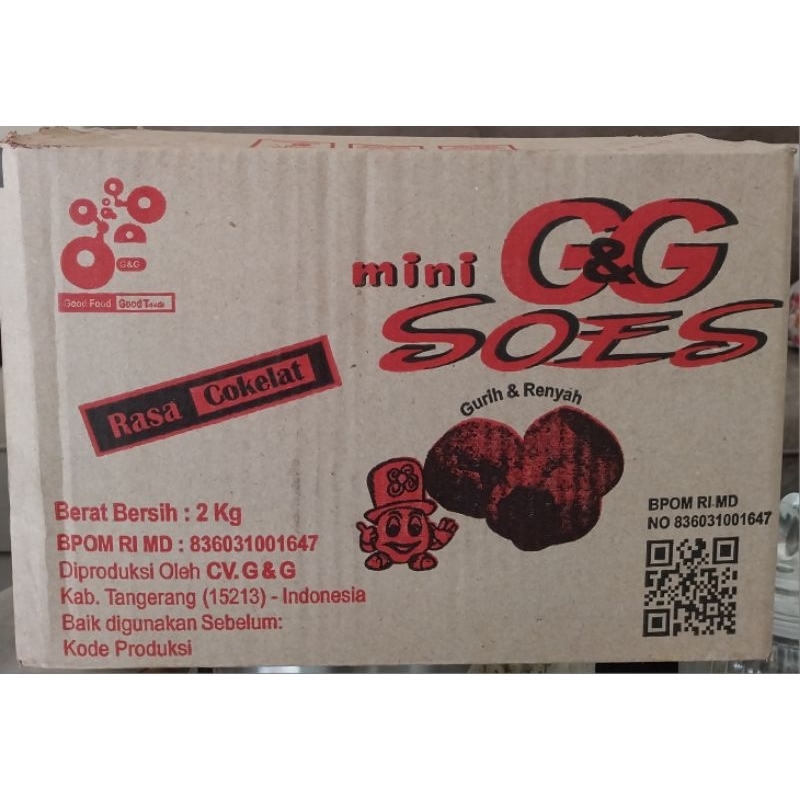 G&G
Good Food Good Taste
mini G&G
SOES
Gurih & Renyah
Rasa Cokelat
Berat Bersih : 2 Kg
BPOM RI MD : 836031001647
Diproduksi Oleh CV. G & G
Kab. Tangerang (15213) - Indonesia
Baik digunakan Sebelum:
Kode Produksi
BPOM RI MD
NO 836031001647